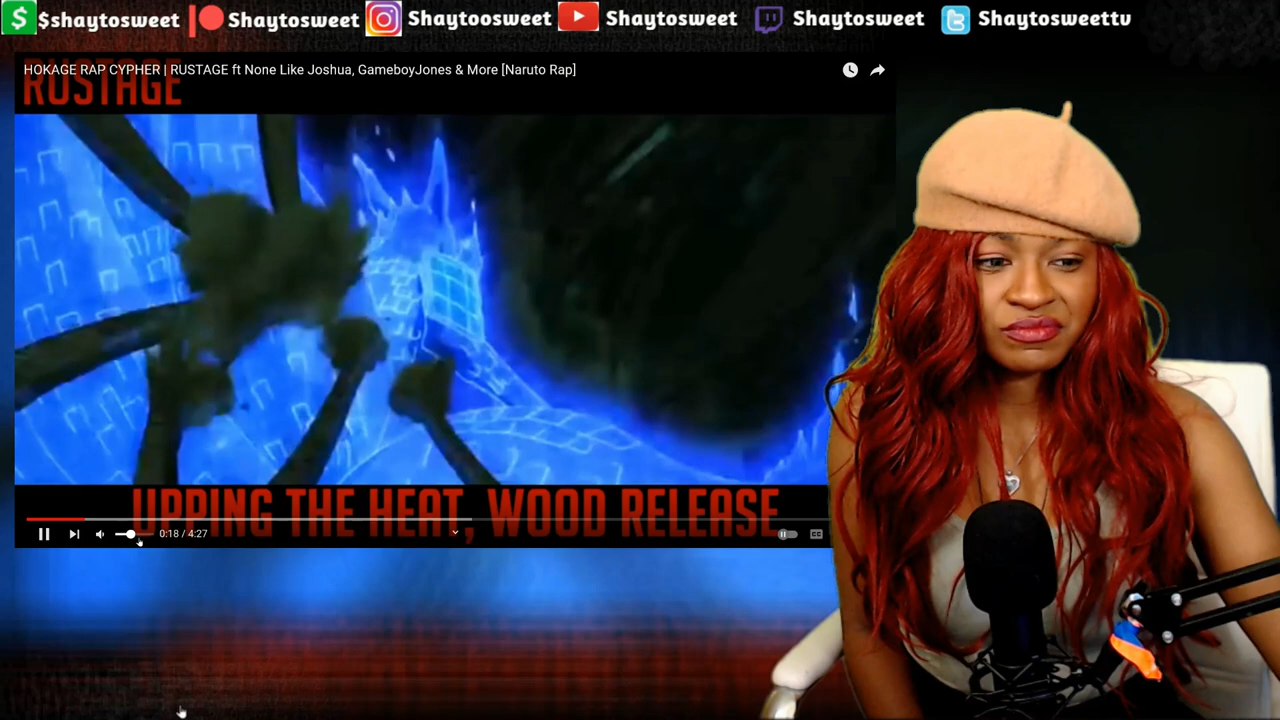 $shaytosweet Shaytosweet Shaytoosweet Shaytosweet Shaytosweet Shaytosweettv
HOKAGE RAP CYPHER | RUSTAGE ft None Like Joshua, GameboyJones & More [Naruto Rap]
RUSTAGE
UPPING THE HEAT, WOOD RELEASE
0:18 / 4:27
CC